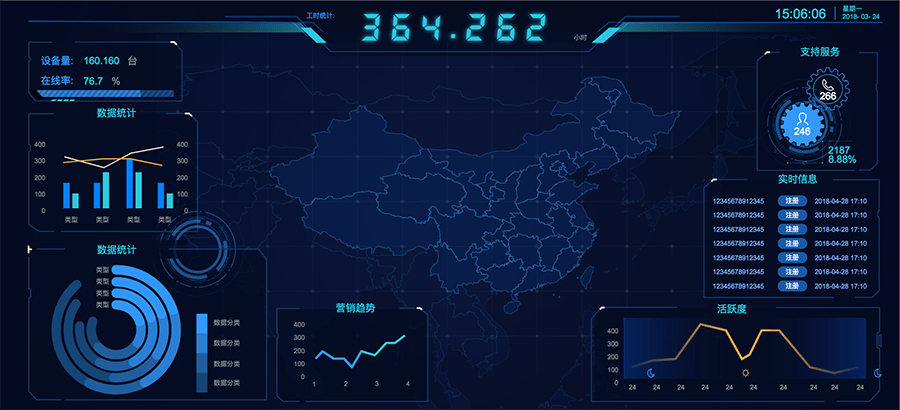 工时统计:
364.262
小时
15:06:06
星期一
2018- 03- 24
设备量: 160.160 台
在线率: 76.7 %
数据统计
400 400
300 300
200 200
100 100
0 0
类型 类型 类型 类型
数据统计
类型
类型
类型
类型
数据分类
数据分类
数据分类
数据分类
营销趋势
400
300
200
100
0
1 2 3 4
支持服务
266
246
2187
8.88%
实时信息
12345678912345 注册 2018-04-28 17:10
12345678912345 注册 2018-04-28 17:10
12345678912345 注册 2018-04-28 17:10
12345678912345 注册 2018-04-28 17:10
12345678912345 注册 2018-04-28 17:10
12345678912345 注册 2018-04-28 17:10
12345678912345 注册 2018-04-28 17:10
活跃度
400
300
200
100
0
24 24 24 24 24 24 24 24 24 24